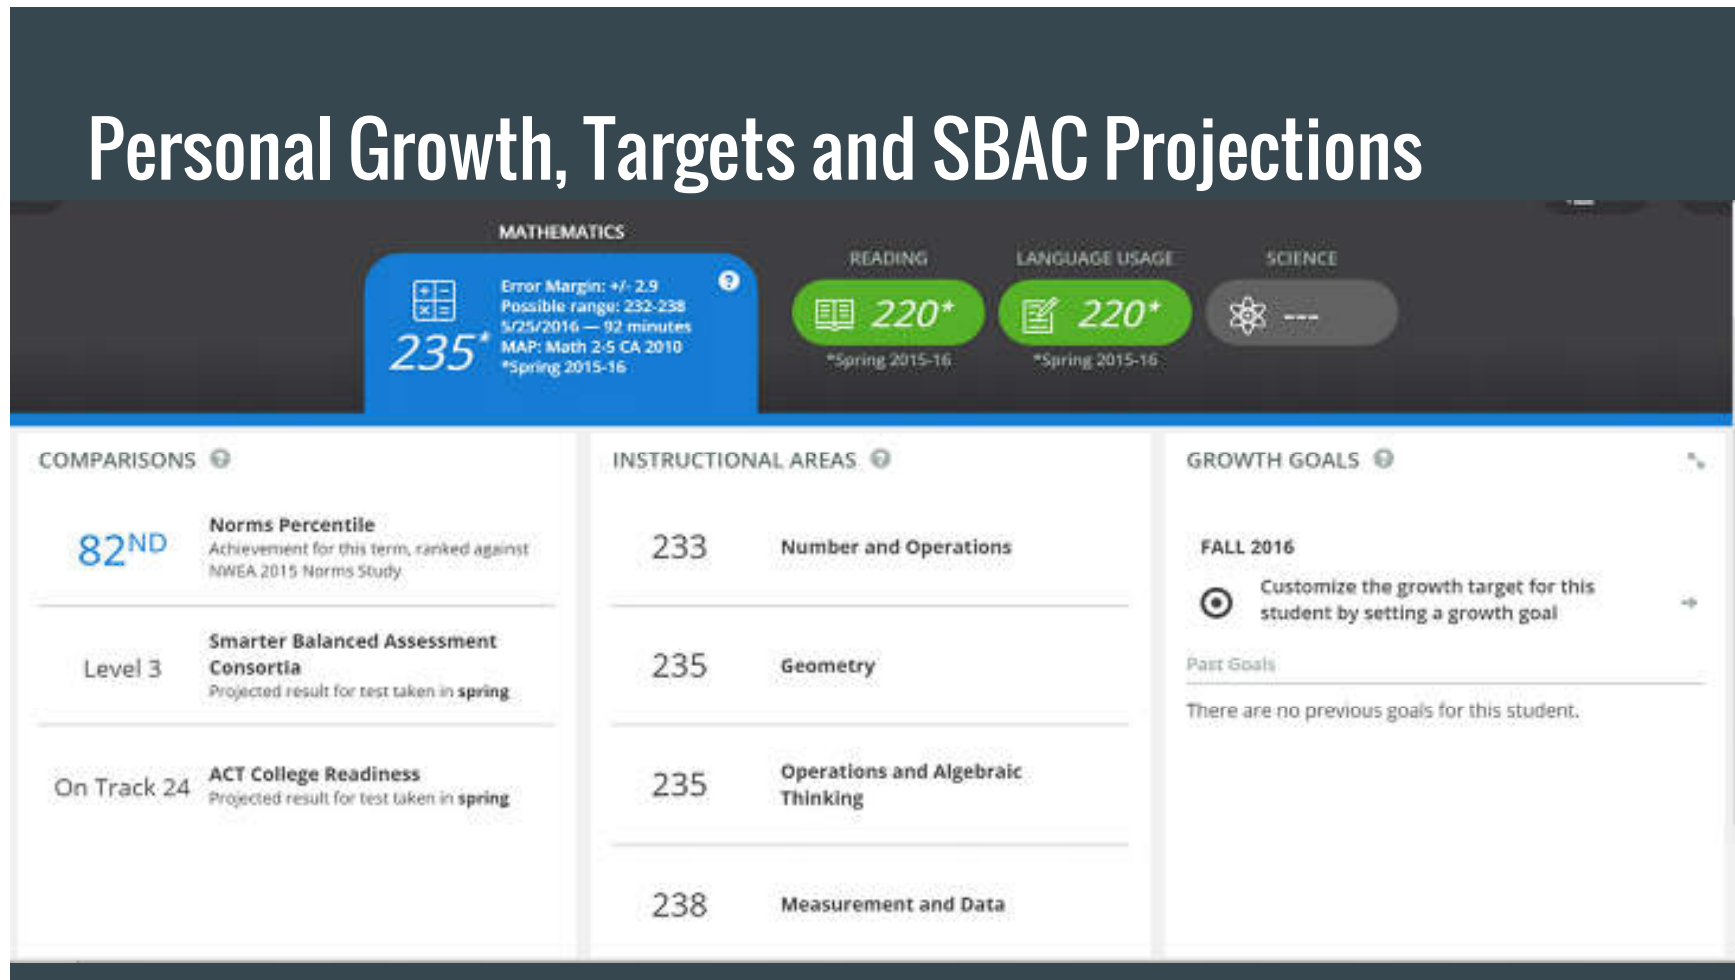 Personal Growth, Targets and SBAC Projections
MATHEMATICS
235*
Error Margin: +/- 2.9
Possible range: 232-238
5/25/2016 — 92 minutes
MAP: Math 2-5 CA 2010
*Spring 2015-16
?
READING
220*
*Spring 2015-16
LANGUAGE USAGE
220*
*Spring 2015-16
SCIENCE
---
COMPARISONS ?
82ND
Norms Percentile
Achievement for this term, ranked against
NWEA 2015 Norms Study
Level 3
Smarter Balanced Assessment
Consortia
Projected result for test taken in spring
On Track 24
ACT College Readiness
Projected result for test taken in spring
INSTRUCTIONAL AREAS ?
233 Number and Operations
235 Geometry
235 Operations and Algebraic
Thinking
238 Measurement and Data
GROWTH GOALS ?
FALL 2016
Customize the growth target for this
student by setting a growth goal
Past Goals
There are no previous goals for this student.